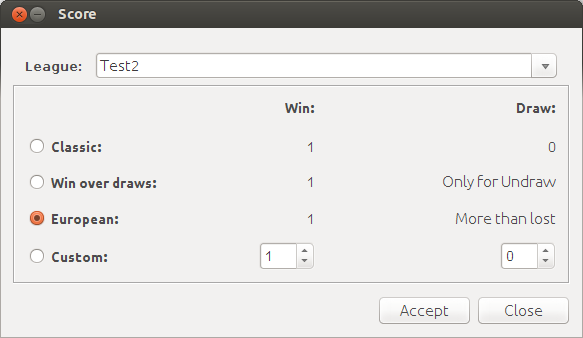 Score
League: Test2
Win: Draw:
Classic: 1 0
Win over draws: 1 Only for Undraw
European: 1 More than lost
Custom: 1 0
Accept Close